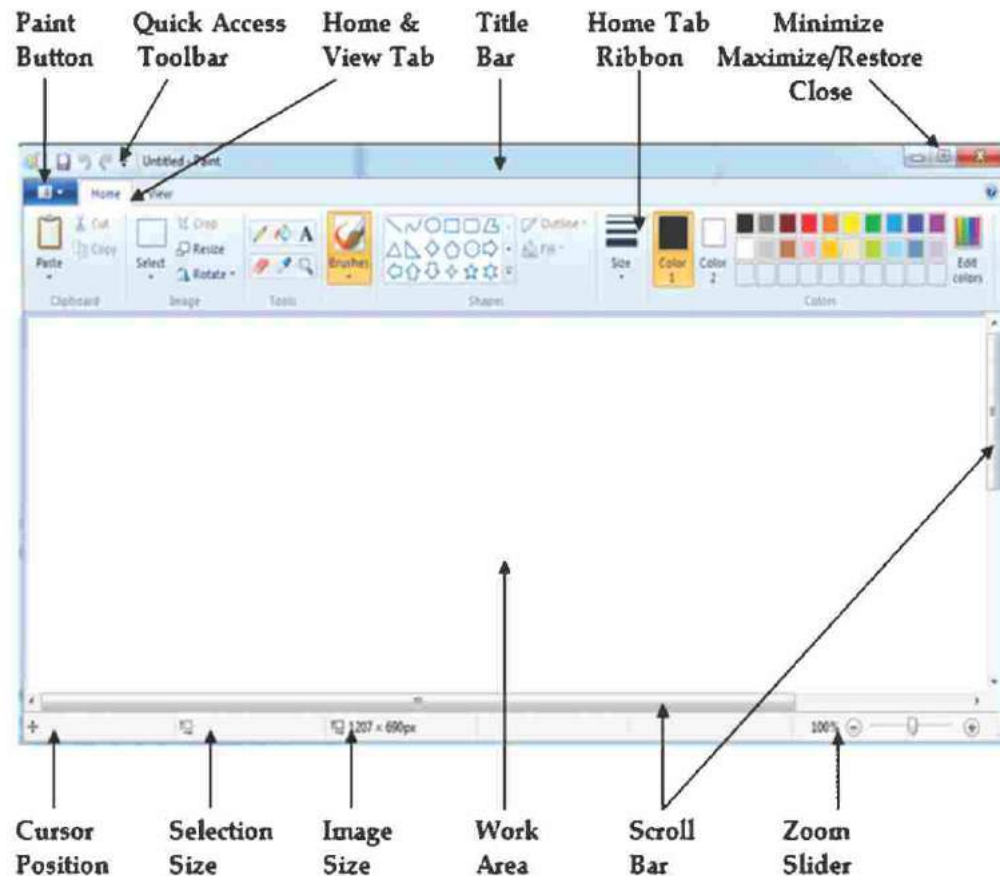 Paint Button
Quick Access Toolbar
Home & View Tab
Title Bar
Home Tab Ribbon
Minimize Maximize/Restore Close
Untitled - Paint
Home View
Paste
Cut
Copy
Clipboard
Select
Crop
Resize
Rotate
Image
A
Tools
Brushes
Outline
Fill
Shapes
Size
Color 1
Color 2
Edit colors
Colors
1207 × 690px
100%
Cursor Position
Selection Size
Image Size
Work Area
Scroll Bar
Zoom Slider